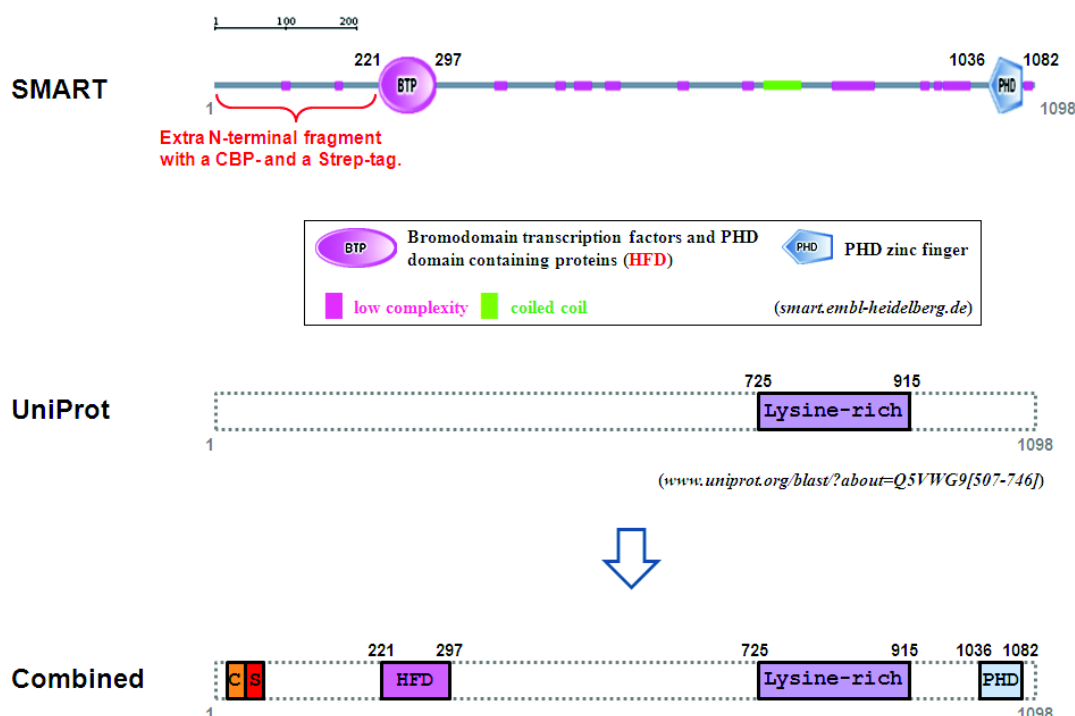 1 100 200
221 297 1036 1082
SMART
BTP PHD
1 1098
Extra N-terminal fragment
with a CBP- and a Strep-tag.
BTP Bromodomain transcription factors and PHD
domain containing proteins (HFD)
PHD PHD zinc finger
low complexity coiled coil (smart.embl-heidelberg.de)
725 915
UniProt
Lysine-rich
1 1098
(www.uniprot.org/blast/?about=Q5VWG9[507-746])
221 297 725 915 1036 1082
Combined
C S HFD Lysine-rich PHD
1 1098